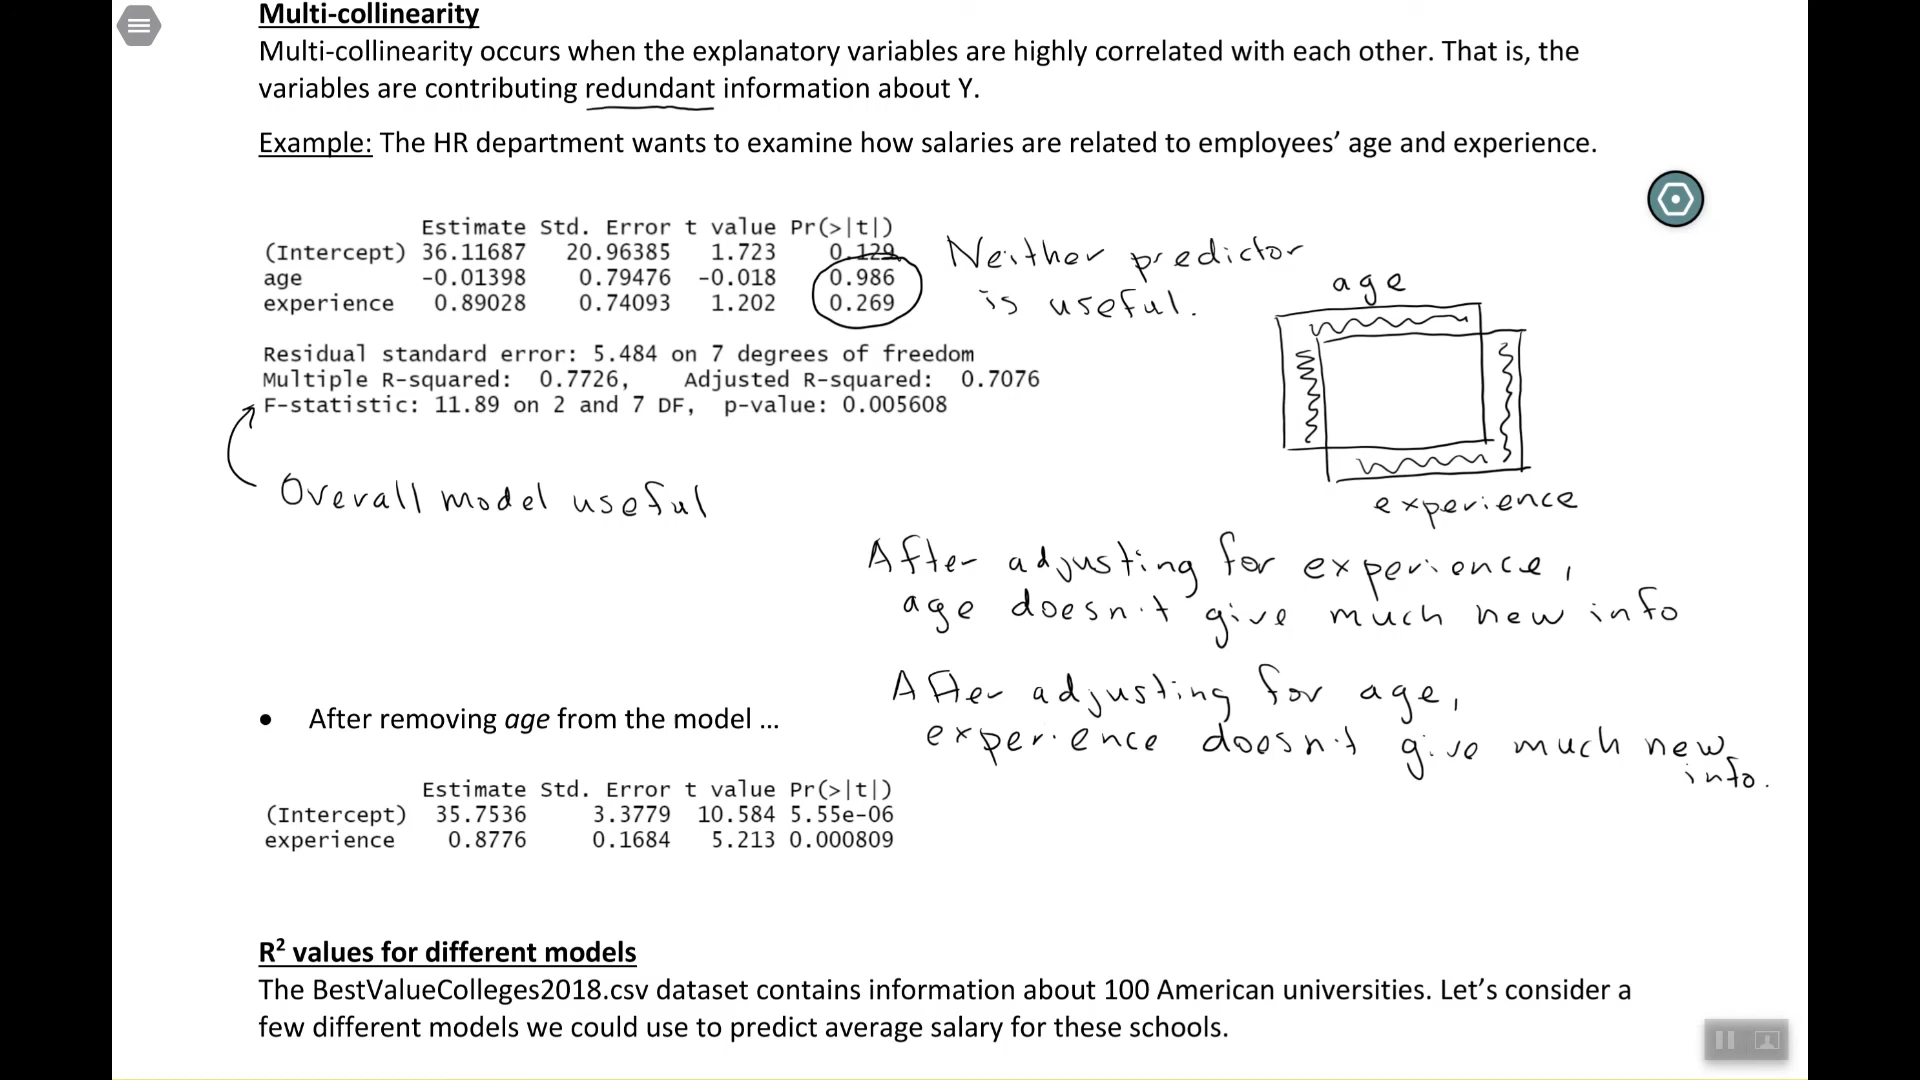 Multi-collinearity
Multi-collinearity occurs when the explanatory variables are highly correlated with each other. That is, the
variables are contributing redundant information about Y.
Example: The HR department wants to examine how salaries are related to employees’ age and experience.
Estimate Std. Error t value Pr(>|t|)
(Intercept) 36.11687 20.96385 1.723 0.129
age -0.01398 0.79476 -0.018 0.986
experience 0.89028 0.74093 1.202 0.269
Neither predictor
is useful.
age
Residual standard error: 5.484 on 7 degrees of freedom
Multiple R-squared: 0.7726, Adjusted R-squared: 0.7076
F-statistic: 11.89 on 2 and 7 DF, p-value: 0.005608
Overall model useful
experience
After adjusting for experience,
age doesn't give much new info
After adjusting for age,
experience doesn't give much new
info.
• After removing age from the model ...
Estimate Std. Error t value Pr(>|t|)
(Intercept) 35.7536 3.3779 10.584 5.55e-06
experience 0.8776 0.1684 5.213 0.000809
R² values for different models
The BestValueColleges2018.csv dataset contains information about 100 American universities. Let’s consider a
few different models we could use to predict average salary for these schools.